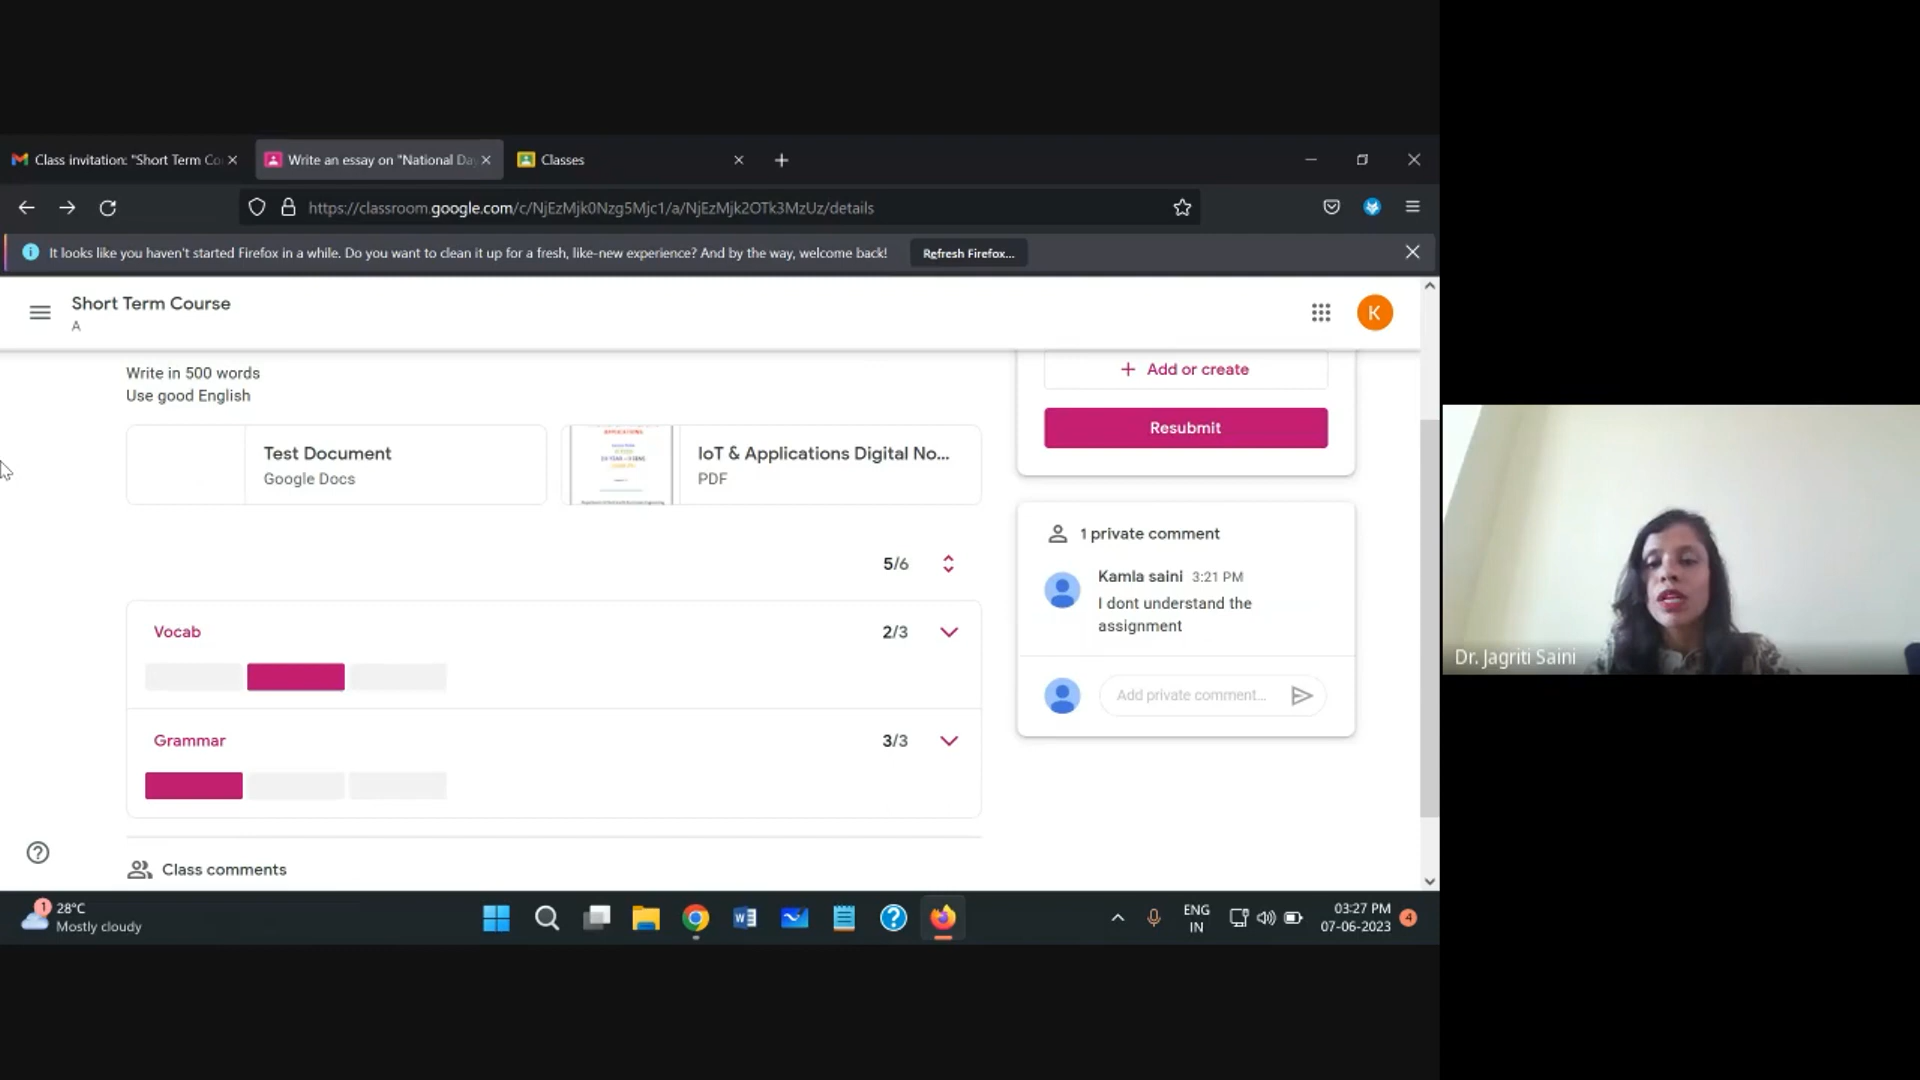 Class invitation: "Short Term Co
Write an essay on "National Da
Classes
https://classroom.google.com/c/NjEzMjk0Nzg5Mjc1/a/NjEzMjk2OTk3MzUz/details
It looks like you haven't started Firefox in a while. Do you want to clean it up for a fresh, like-new experience? And by the way, welcome back!
Refresh Firefox...
Short Term Course
A
K
Write in 500 words
Use good English
Test Document
Google Docs
IoT & Applications Digital No...
PDF
5/6
Vocab
2/3
Grammar
3/3
Class comments
+ Add or create
Resubmit
1 private comment
Kamla saini 3:21 PM
I dont understand the
assignment
Add private comment...
Dr. Jagriti Saini
1
28°C
Mostly cloudy
ENG
IN
03:27 PM
07-06-2023
4